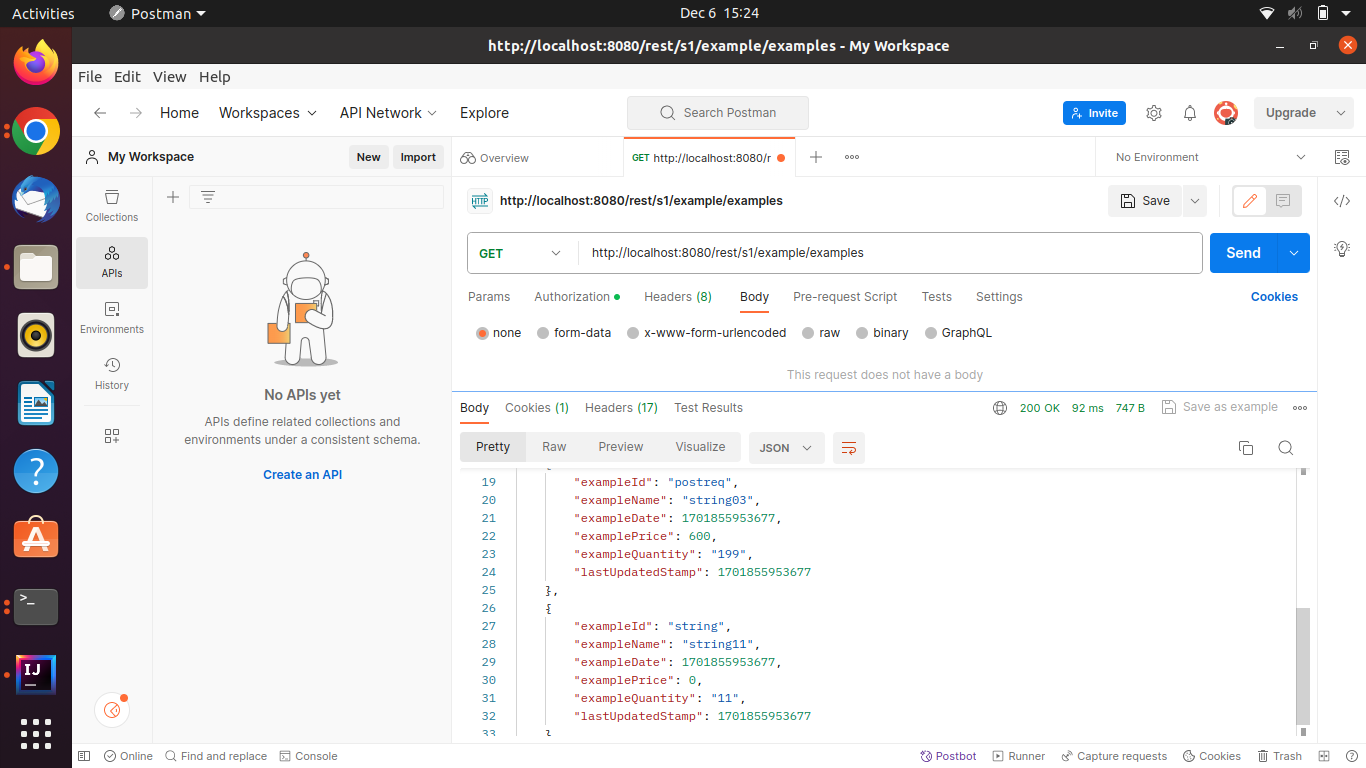 Activities
Postman
Dec 6 15:24
http://localhost:8080/rest/s1/example/examples - My Workspace
File Edit View Help
Home Workspaces API Network Explore
Search Postman
Invite
Upgrade
My Workspace
New Import
Overview
GET http://localhost:8080/r
No Environment
Collections
APIs
Environments
History
No APIs yet
APIs define related collections and
environments under a consistent schema.
Create an API
HTTP
http://localhost:8080/rest/s1/example/examples
Save
GET
http://localhost:8080/rest/s1/example/examples
Send
Params Authorization Headers (8) Body Pre-request Script Tests Settings
Cookies
none form-data x-www-form-urlencoded raw binary GraphQL
This request does not have a body
Body Cookies (1) Headers (17) Test Results
200 OK 92 ms 747 B
Save as example
Pretty Raw Preview Visualize
JSON
19 "exampleId": "postreq",
20 "exampleName": "string03",
21 "exampleDate": 1701855953677,
22 "examplePrice": 600,
23 "exampleQuantity": "199",
24 "lastUpdatedStamp": 1701855953677
25 },
26 {
27 "exampleId": "string",
28 "exampleName": "string11",
29 "exampleDate": 1701855953677,
30 "examplePrice": 0,
31 "exampleQuantity": "11",
32 "lastUpdatedStamp": 1701855953677
33 }
>_
IJ
?
Online Find and replace Console
Postbot Runner Capture requests Cookies Trash